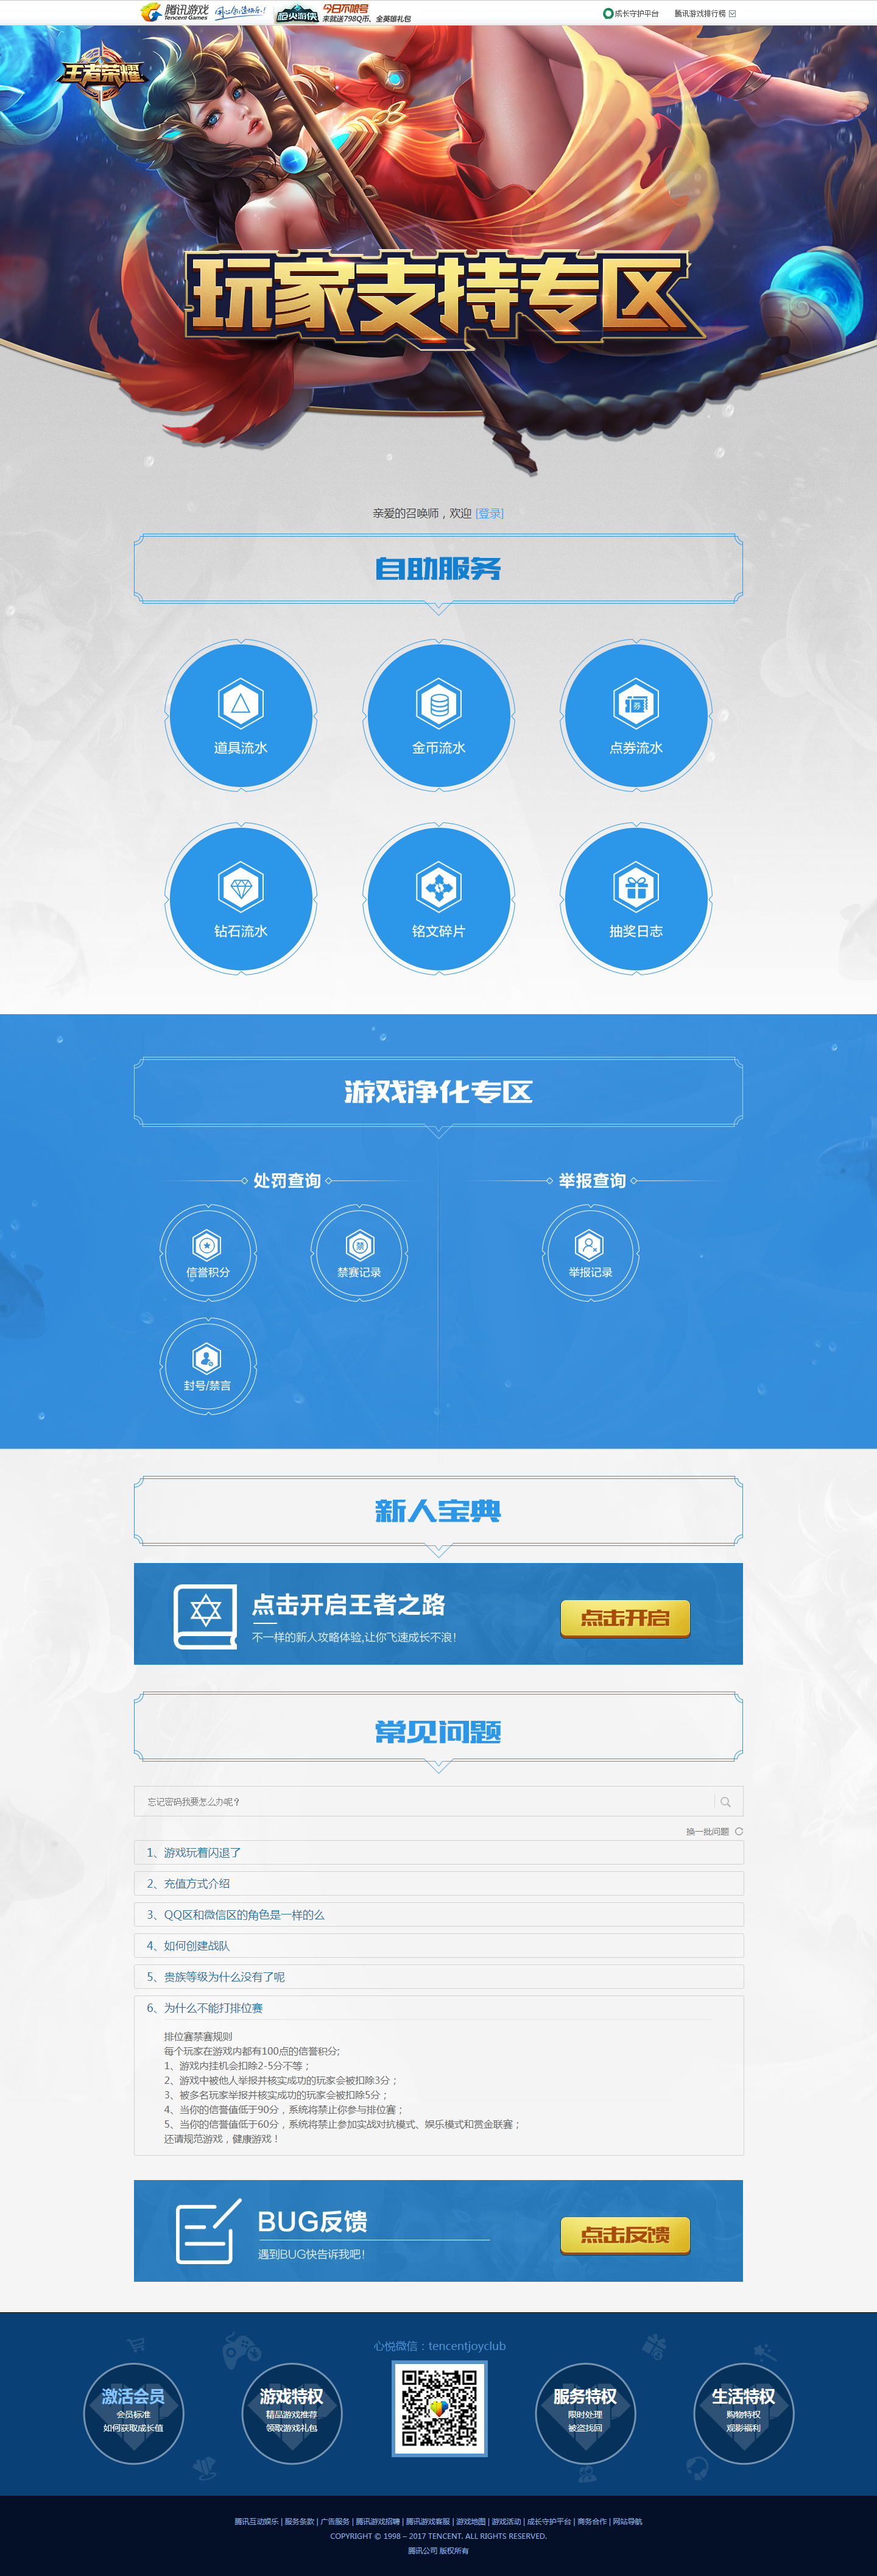 腾讯游戏
Tencent Games
用心创造快乐!
枪火游侠
今日不限号
来就送798Q币、全英雄礼包
成长守护平台
腾讯游戏排行榜
王者荣耀
玩家支持专区
亲爱的召唤师，欢迎 [登录]
自助服务
道具流水
金币流水
券
点券流水
钻石流水
铭文碎片
抽奖日志
游戏净化专区
处罚查询
举报查询
信誉积分
禁
禁赛记录
举报记录
封号/禁言
新人宝典
点击开启王者之路
不一样的新人攻略体验,让你飞速成长不浪!
点击开启
常见问题
忘记密码我要怎么办呢？
换一批问题
1、游戏玩着闪退了
2、充值方式介绍
3、QQ区和微信区的角色是一样的么
4、如何创建战队
5、贵族等级为什么没有了呢
6、为什么不能打排位赛
排位赛禁赛规则
每个玩家在游戏内都有100点的信誉积分;
1、游戏内挂机会扣除2-5分不等；
2、游戏中被他人举报并核实成功的玩家会被扣除3分；
3、被多名玩家举报并核实成功的玩家会被扣除5分；
4、当你的信誉值低于90分，系统将禁止你参与排位赛；
5、当你的信誉值低于60分，系统将禁止参加实战对抗模式、娱乐模式和赏金联赛；
还请规范游戏，健康游戏！
BUG反馈
遇到BUG快告诉我吧!
点击反馈
心悦微信：tencentjoyclub
激活会员
会员标准
如何获取成长值
游戏特权
精品游戏推荐
领取游戏礼包
服务特权
限时处理
被盗找回
生活特权
购物特权
观影福利
腾讯互动娱乐 | 服务条款 | 广告服务 | 腾讯游戏招聘 | 腾讯游戏客服 | 游戏地图 | 游戏活动 | 成长守护平台 | 商务合作 | 网站导航
COPYRIGHT © 1998 – 2017 TENCENT. ALL RIGHTS RESERVED.
腾讯公司 版权所有